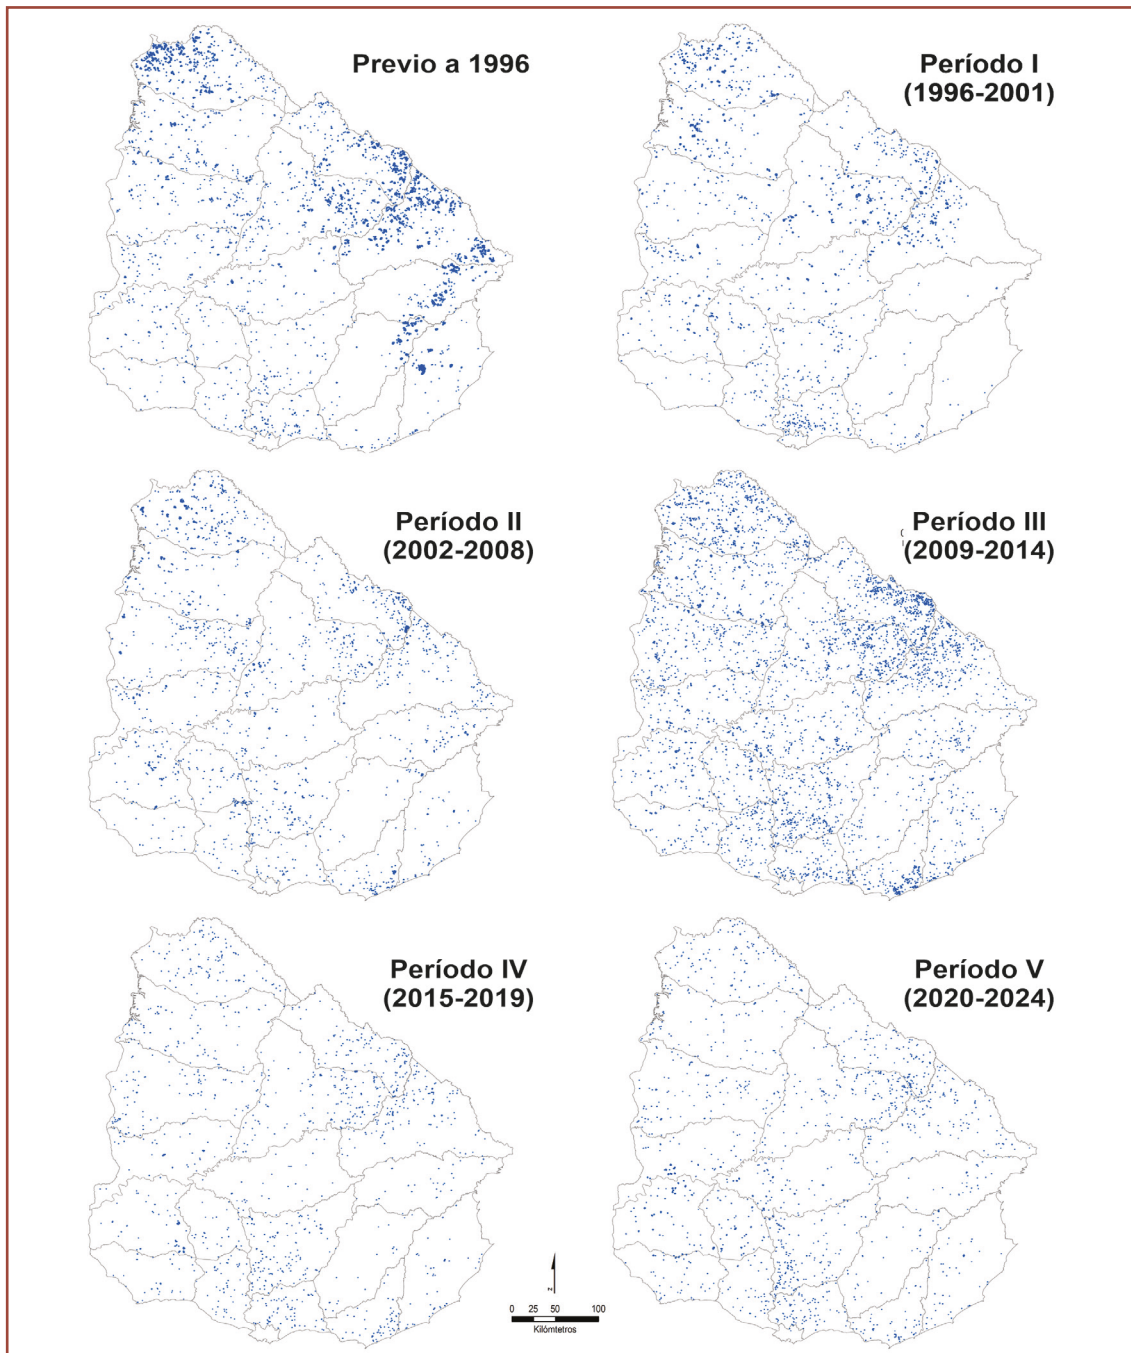 Previo a 1996
Período I
(1996-2001)
Período II
(2002-2008)
Período III
(2009-2014)
Período IV
(2015-2019)
Período V
(2020-2024)
0 25 50 100
Kilómtetros